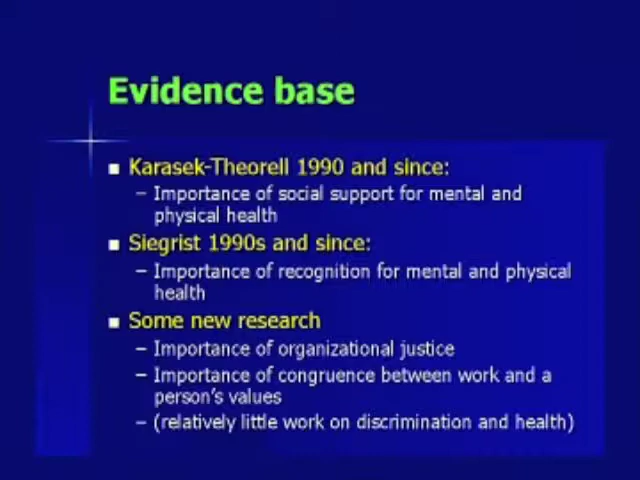 Evidence base
■ Karasek-Theorell 1990 and since:
– Importance of social support for mental and
physical health
■ Siegrist 1990s and since:
– Importance of recognition for mental and physical
health
■ Some new research
– Importance of organizational justice
– Importance of congruence between work and a
person's values
– (relatively little work on discrimination and health)